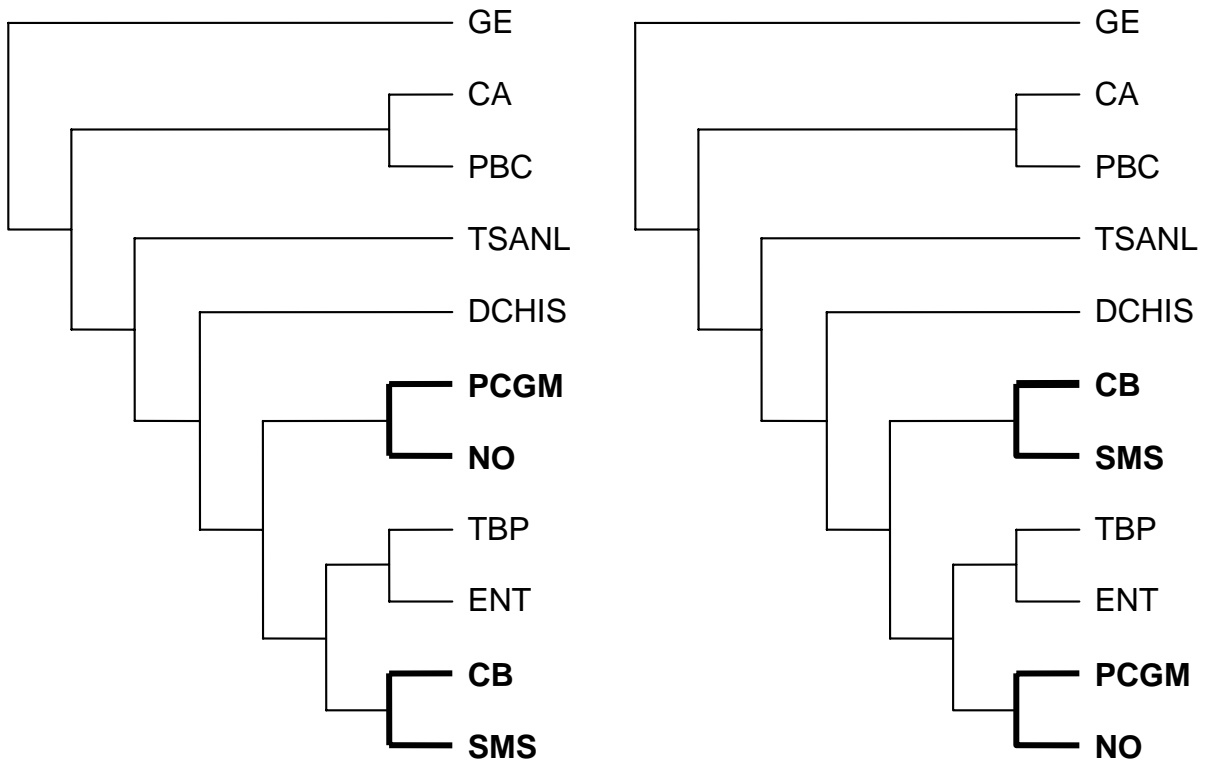 GE
CA
PBC
TSANL
DCHIS
PCGM
NO
TBP
ENT
CB
SMS
GE
CA
PBC
TSANL
DCHIS
CB
SMS
TBP
ENT
PCGM
NO